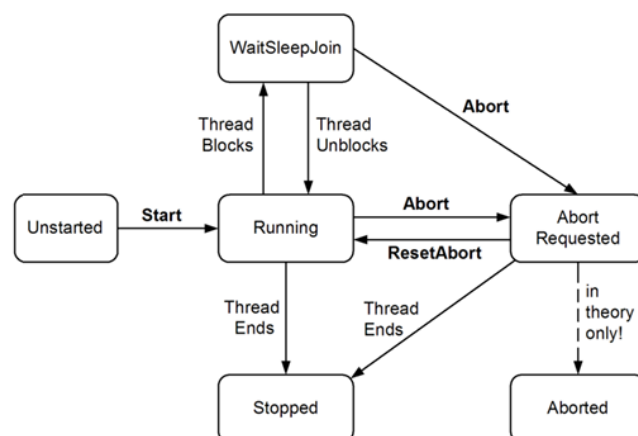 WaitSleepJoin
Abort
Thread
Blocks
Thread
Unblocks
Unstarted
Start
Running
Abort
ResetAbort
Abort
Requested
Thread
Ends
Thread
Ends
in
theory
only!
Stopped
Aborted